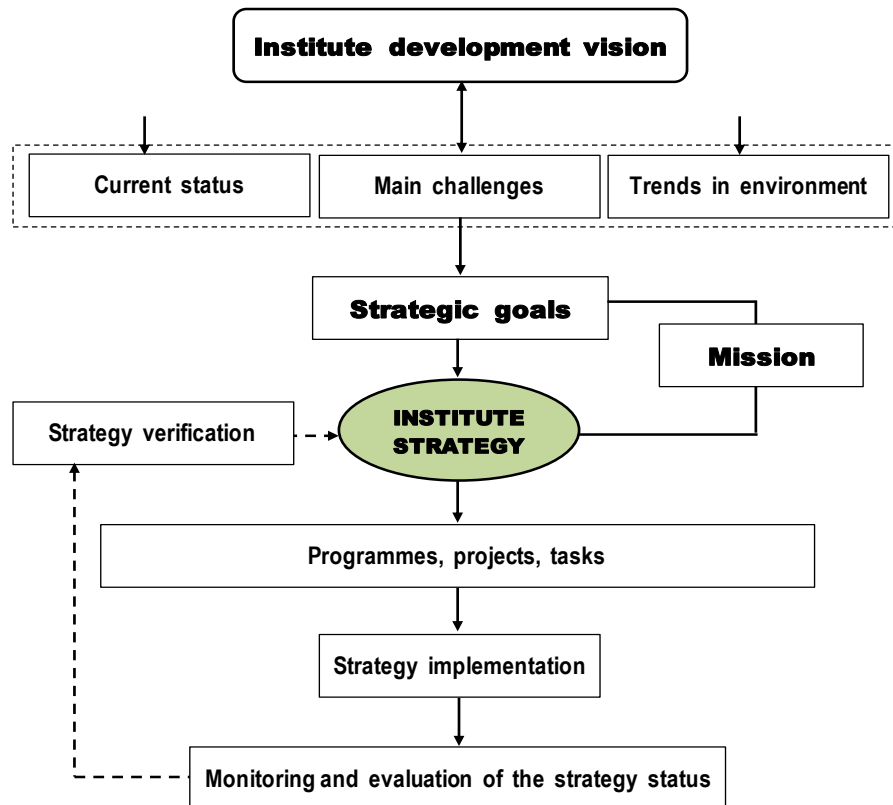 Institute development vision
Current status
Main challenges
Trends in environment
Strategic goals
Mission
INSTITUTE
STRATEGY
Strategy verification
Programmes, projects, tasks
Strategy implementation
Monitoring and evaluation of the strategy status